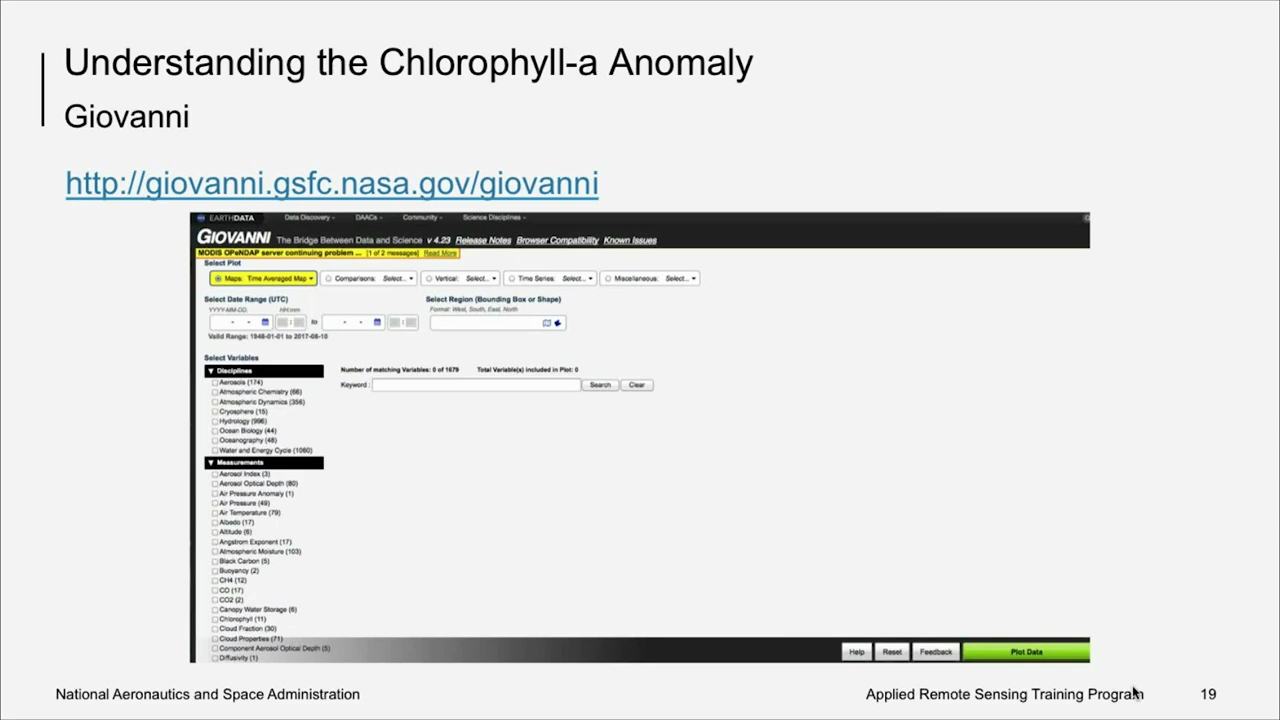 Understanding the Chlorophyll-a Anomaly
Giovanni
http://giovanni.gsfc.nasa.gov/giovanni
EARTHDATA Data Discovery DAACs Community Science Disciplines
GIOVANNI The Bridge Between Data and Science v 4.23 Release Notes Browser Compatibility Known Issues
MODIS OPeNDAP server continuing problem ... [1 of 2 messages] Read More
Select Plot
Maps: Time Averaged Map Comparisons: Select... Vertical: Select... Time Series: Select... Miscellaneous: Select...
Select Date Range (UTC) Select Region (Bounding Box or Shape)
YYYY-MM-DD HH:mm Format: West, South, East, North
- - : to - - :
Valid Range: 1948-01-01 to 2017-08-10
Select Variables
Disciplines Number of matching Variables: 0 of 1679 Total Variable(s) included in Plot: 0
Keyword : Search Clear
Aerosols (174)
Atmospheric Chemistry (66)
Atmospheric Dynamics (356)
Cryosphere (15)
Hydrology (996)
Ocean Biology (44)
Oceanography (48)
Water and Energy Cycle (1060)
Measurements
Aerosol Index (3)
Aerosol Optical Depth (80)
Air Pressure Anomaly (1)
Air Pressure (49)
Air Temperature (79)
Albedo (17)
Altitude (6)
Angstrom Exponent (17)
Atmospheric Moisture (103)
Black Carbon (5)
Buoyancy (2)
CH4 (12)
CO (17)
CO2 (2)
Canopy Water Storage (6)
Chlorophyll (11)
Cloud Fraction (30)
Cloud Properties (71)
Component Aerosol Optical Depth (5)
Diffusivity (1)
Help Reset Feedback Plot Data
National Aeronautics and Space Administration Applied Remote Sensing Training Program 19